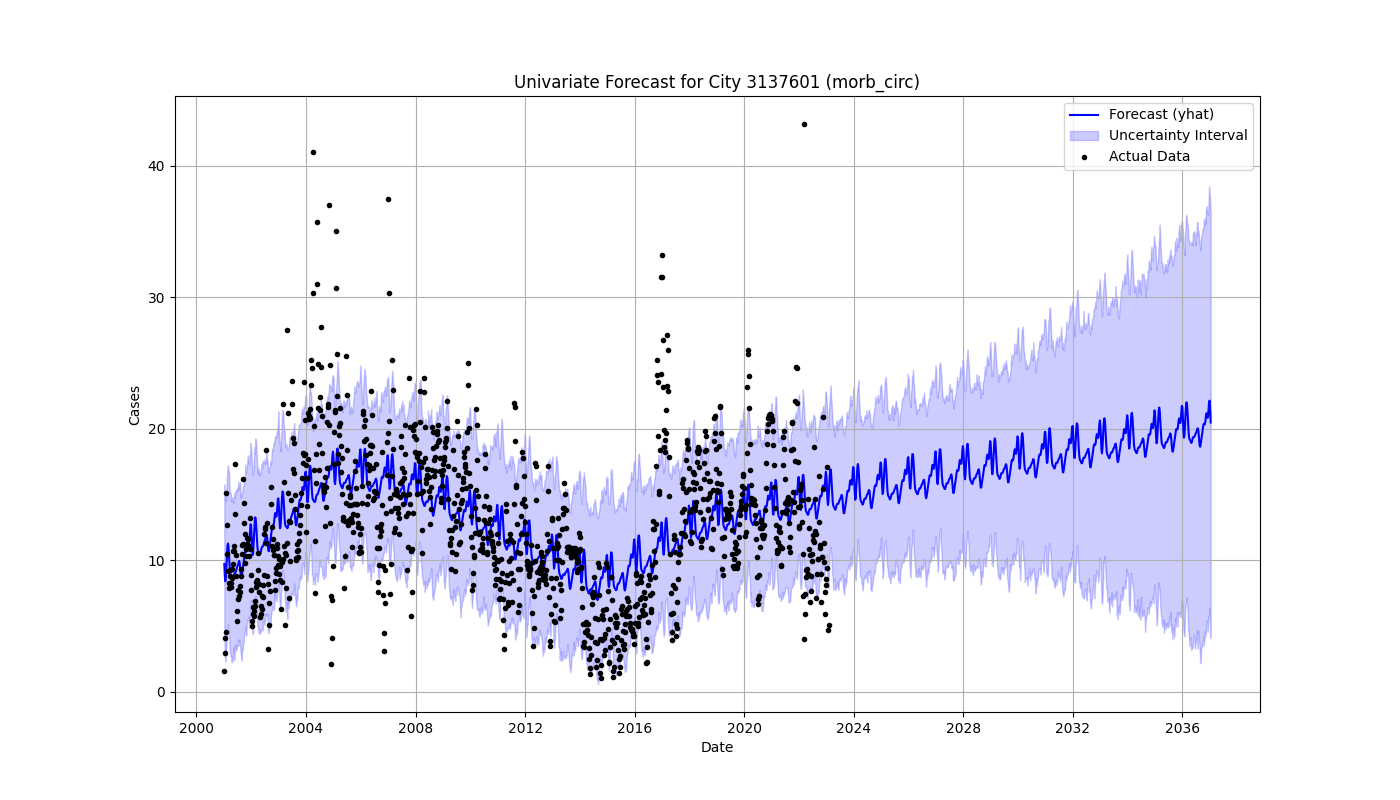 Univariate Forecast for City 3137601 (morb_circ)
Forecast (yhat)
Uncertainty Interval
Actual Data
Cases
40
30
20
10
0
2000 2004 2008 2012 2016 2020 2024 2028 2032 2036
Date